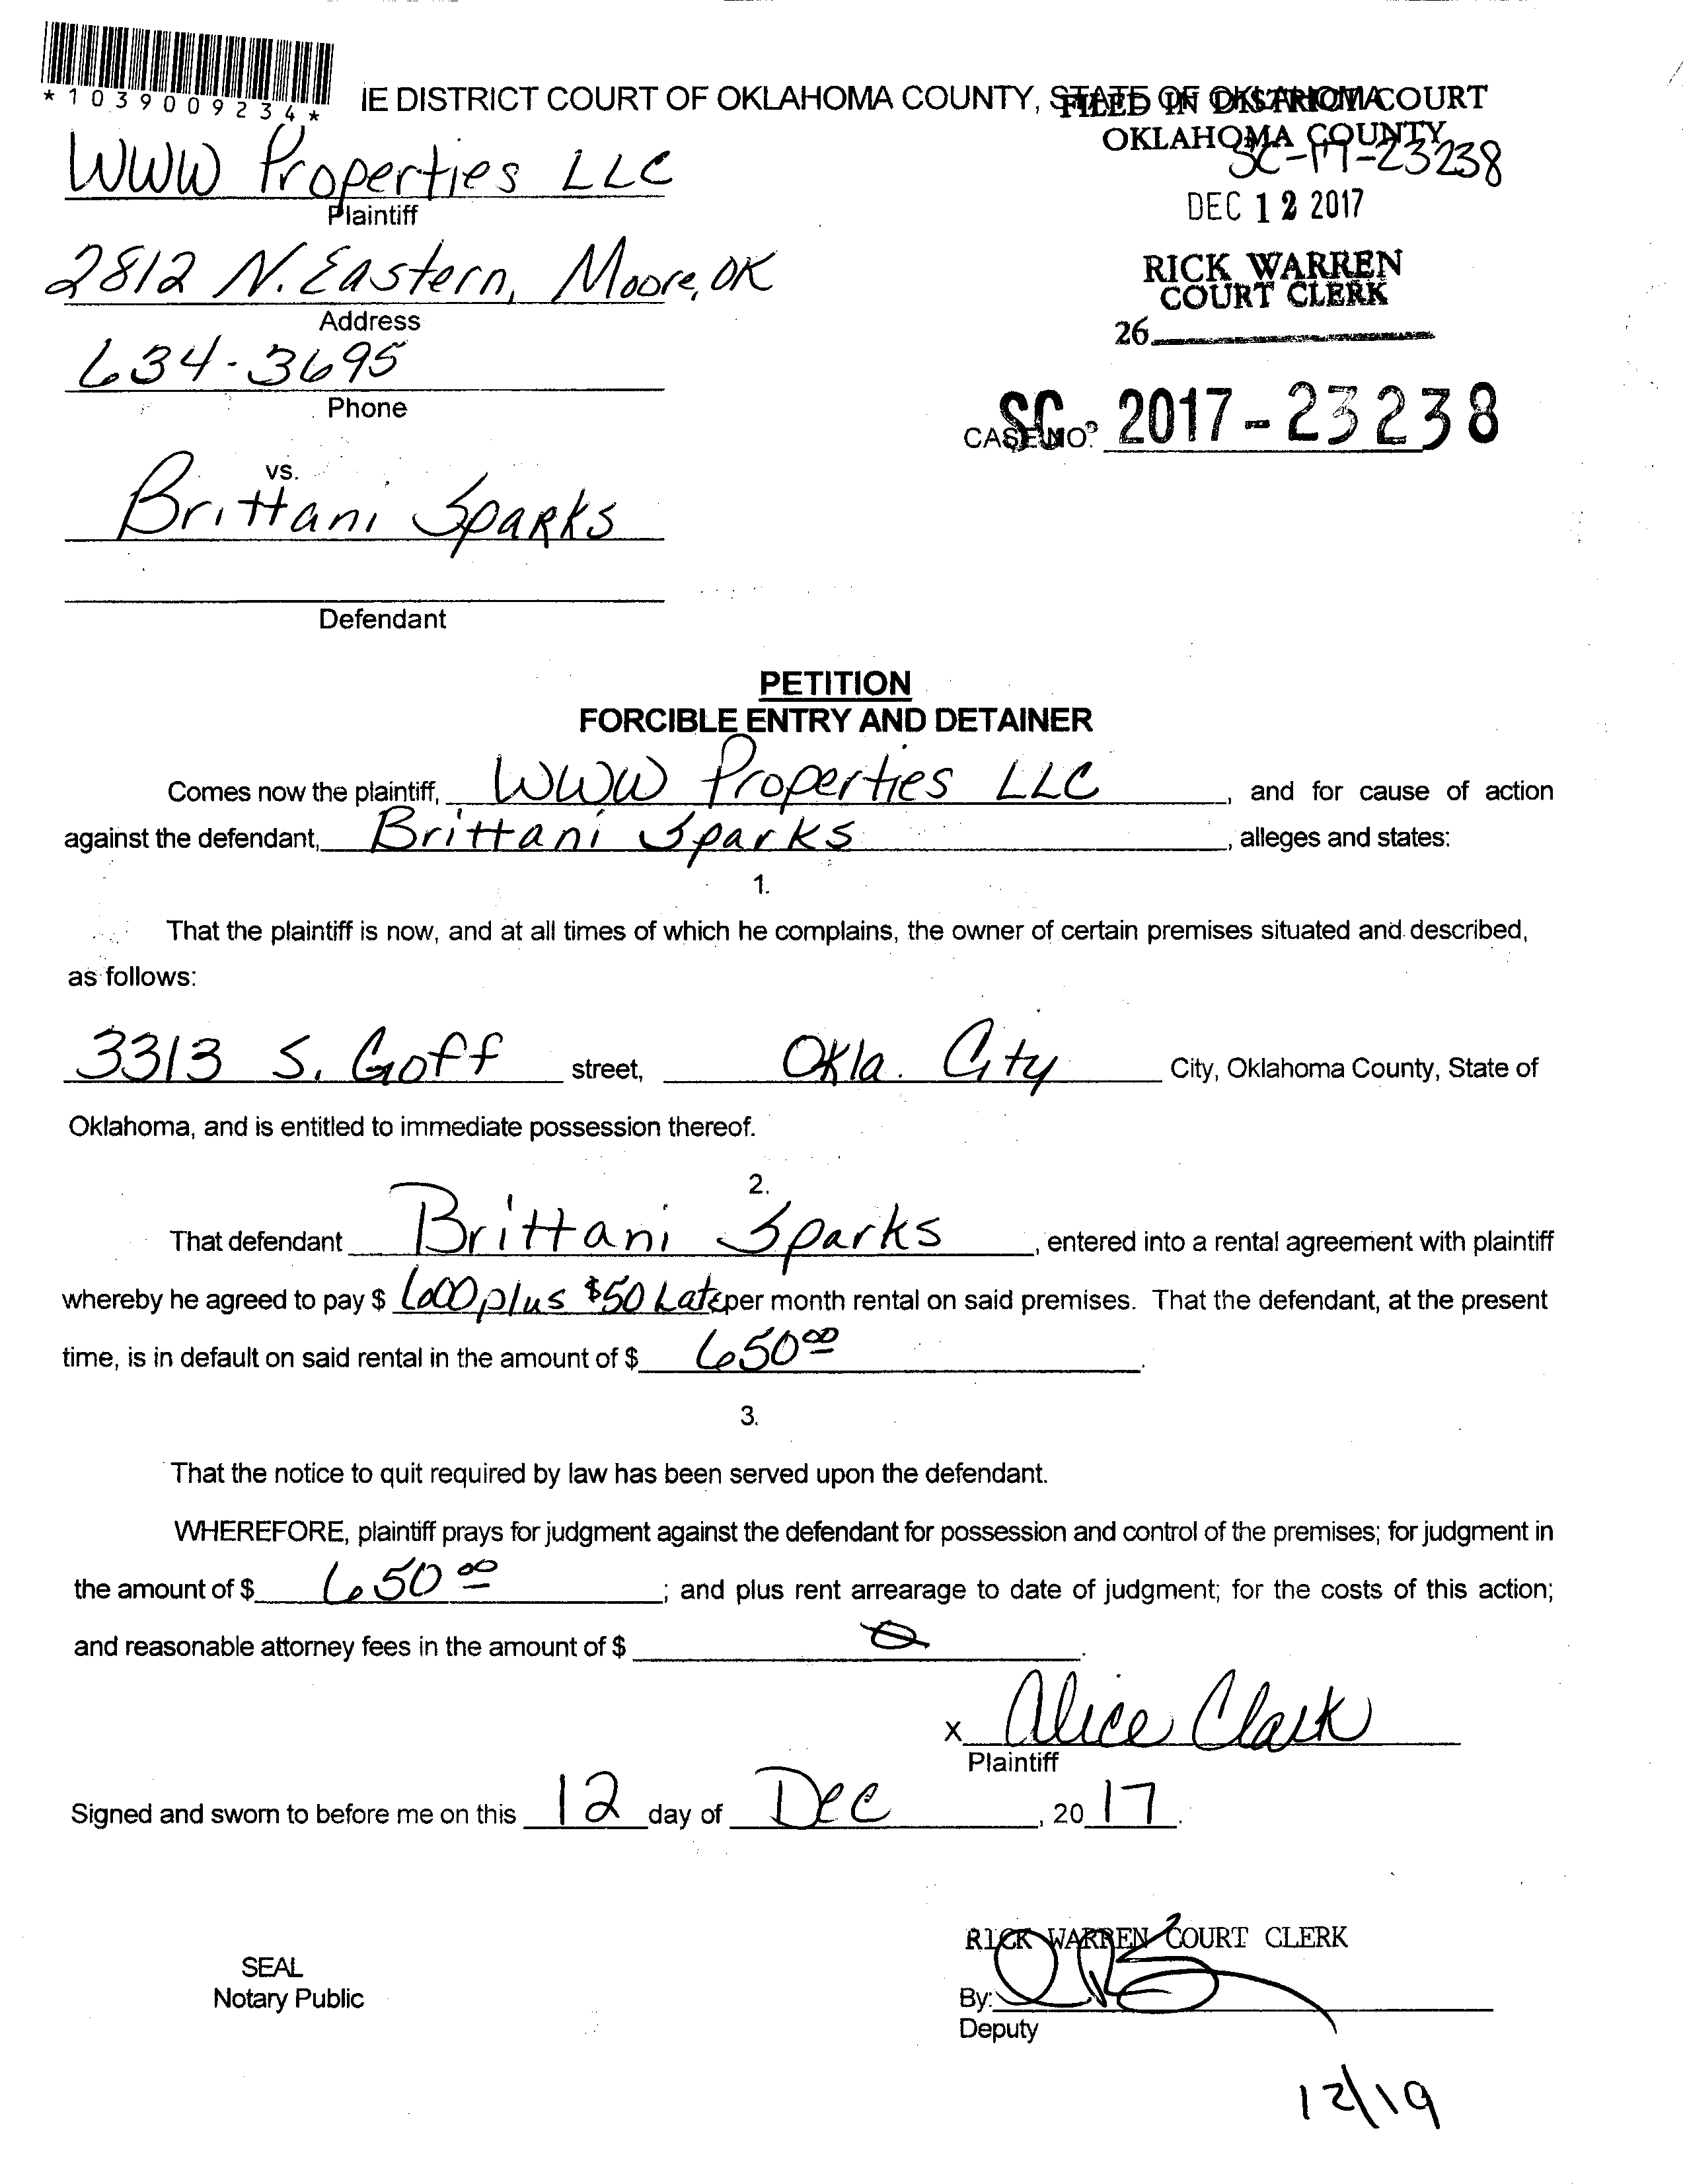 *1039009234*
IE DISTRICT COURT OF OKLAHOMA COUNTY, STATE OF OKLAHOMA
FILED IN DISTRICT COURT
OKLAHOMA COUNTY
SC-17-23238
DEC 12 2017
RICK WARREN
COURT CLERK
26
WWW Properties LLC
Plaintiff
2812 N. Eastern, Moore, OK
Address
634-3695
Phone
CASE NO.
SC 2017-23238
vs.
Brittani Sparks
Defendant
PETITION
FORCIBLE ENTRY AND DETAINER
Comes now the plaintiff, WWW Properties LLC, and for cause of action
against the defendant, Brittani Sparks, alleges and states:
1.
That the plaintiff is now, and at all times of which he complains, the owner of certain premises situated and described,
as follows:
3313 S. Goff street, Okla. City City, Oklahoma County, State of
Oklahoma, and is entitled to immediate possession thereof.
2.
That defendant Brittani Sparks, entered into a rental agreement with plaintiff
whereby he agreed to pay $ 600 plus $50 Late per month rental on said premises. That the defendant, at the present
time, is in default on said rental in the amount of $ 650.00.
3.
That the notice to quit required by law has been served upon the defendant.
WHEREFORE, plaintiff prays for judgment against the defendant for possession and control of the premises; for judgment in
the amount of $ 650.00; and plus rent arrearage to date of judgment; for the costs of this action;
and reasonable attorney fees in the amount of $ 0.
X Alice Clark
Plaintiff
Signed and sworn to before me on this 12 day of Dec, 2017.
RICK WARREN COURT CLERK
SEAL
Notary Public
By:
Deputy
12/19